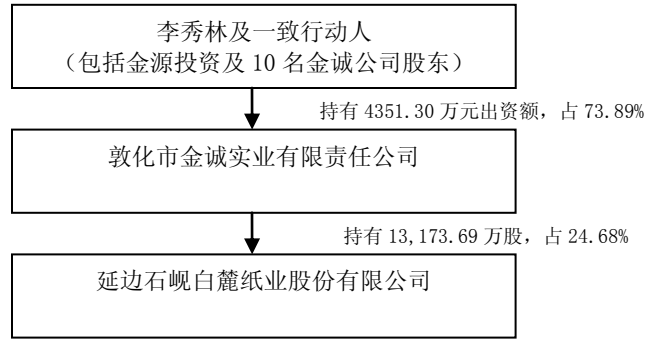 李秀林及一致行动人
（包括金源投资及 10 名金诚公司股东）
持有 4351.30 万元出资额，占 73.89%
敦化市金诚实业有限责任公司
持有 13,173.69 万股，占 24.68%
延边石岘白麓纸业股份有限公司